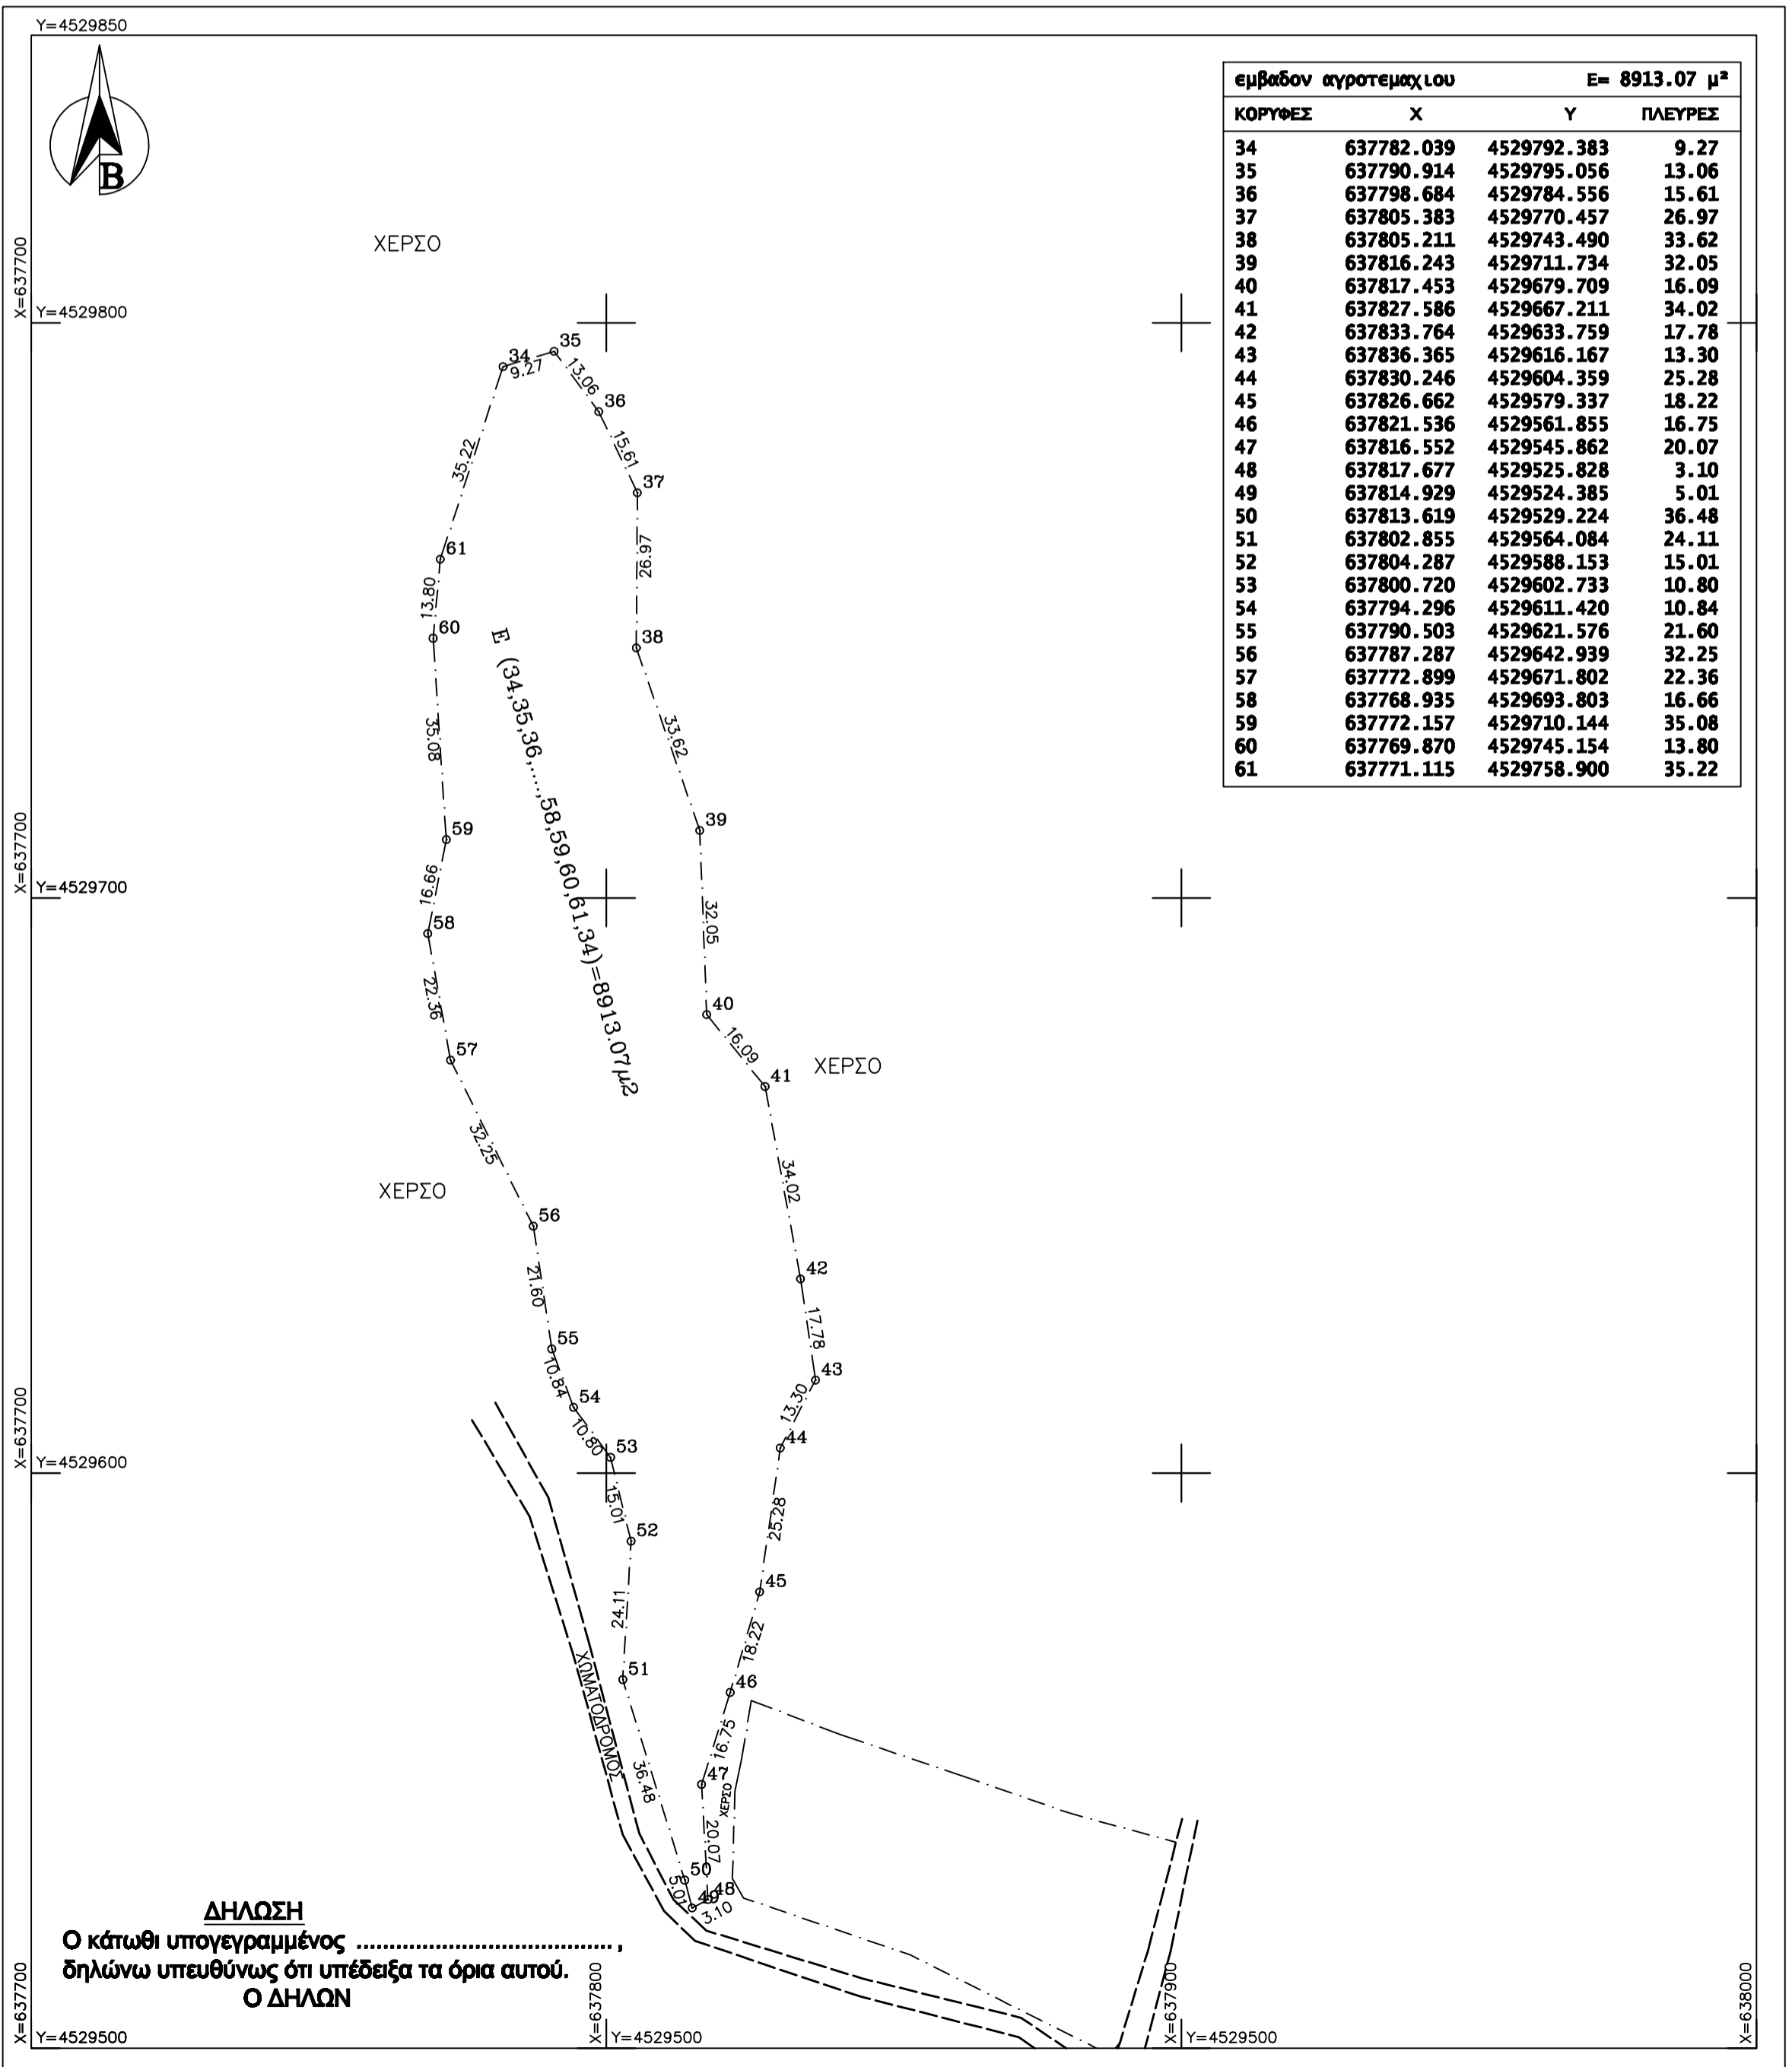 Y=4529850
B
εμβαδον αγροτεμαχιου E= 8913.07 μ²
ΚΟΡΥΦΕΣ X Y ΠΛΕΥΡΕΣ
34 637782.039 4529792.383 9.27
35 637790.914 4529795.056 13.06
36 637798.684 4529784.556 15.61
37 637805.383 4529770.457 26.97
38 637805.211 4529743.490 33.62
39 637816.243 4529711.734 32.05
40 637817.453 4529679.709 16.09
41 637827.586 4529667.211 34.02
42 637833.764 4529633.759 17.78
43 637836.365 4529616.167 13.30
44 637830.246 4529604.359 25.28
45 637826.662 4529579.337 18.22
46 637821.536 4529561.855 16.75
47 637816.552 4529545.862 20.07
48 637817.677 4529525.828 3.10
49 637814.929 4529524.385 5.01
50 637813.619 4529529.224 36.48
51 637802.855 4529564.084 24.11
52 637804.287 4529588.153 15.01
53 637800.720 4529602.733 10.80
54 637794.296 4529611.420 10.84
55 637790.503 4529621.576 21.60
56 637787.287 4529642.939 32.25
57 637772.899 4529671.802 22.36
58 637768.935 4529693.803 16.66
59 637772.157 4529710.144 35.08
60 637769.870 4529745.154 13.80
61 637771.115 4529758.900 35.22
ΧΕΡΣΟ
X=637700
Y=4529800
34
35
9.27
13.06
36
15.61
35.22
37
61
26.97
13.80
60
38
E (34,35,36,....,58,59,60,61,34)=8913.07μ2
35.08
33.62
39
59
X=637700
Y=4529700
16.66
32.05
58
22.36
40
16.09
57
41
ΧΕΡΣΟ
32.25
34.02
ΧΕΡΣΟ
56
42
21.60
17.78
55
43
10.84
13.30
54
10.80
44
53
X=637700
Y=4529600
15.01
25.28
52
45
24.11
18.22
51
46
ΧΩΜΑΤΟΔΡΟΜΟΣ
16.75
36.48
47
ΧΕΡΣΟ
20.07
50
5.01
49
48
3.10
ΔΗΛΩΣΗ
Ο κάτωθι υπογεγραμμένος ......................................,
δηλώνω υπευθύνως ότι υπέδειξα τα όρια αυτού.
Ο ΔΗΛΩΝ
X=637700
Y=4529500
X=637800
Y=4529500
X=637900
Y=4529500
X=638000